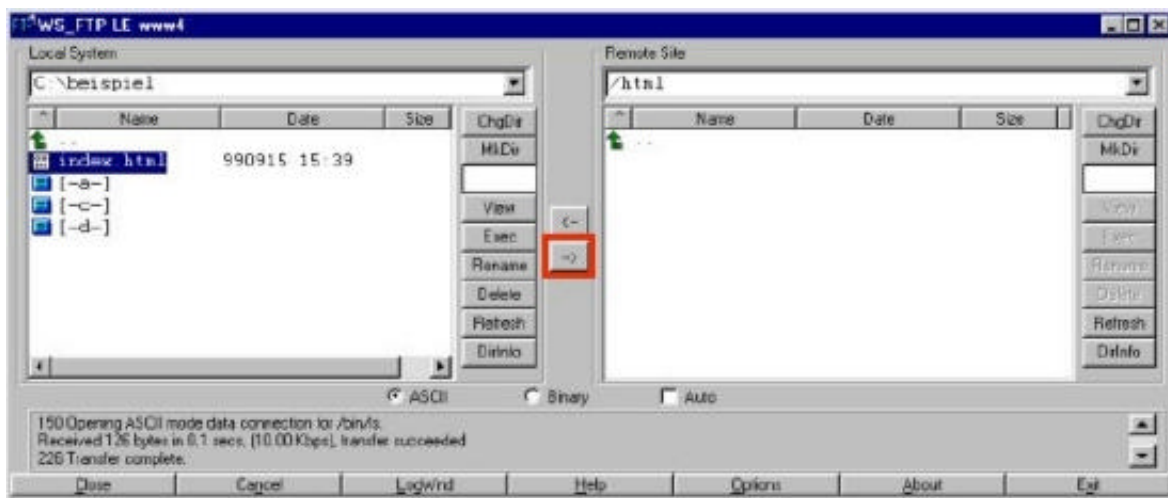 WS_FTP LE www4
Local System
Remote Site
C:\beispiel
/html
^ Name Date Size
^ Name Date Size
ChgDir
ChgDir
..
..
MkDir
MkDir
index.html 990915 15:39
[-a-]
[-c-]
View
View
[-d-]
<-
Exec
Exec
->
Rename
Rename
Delete
Delete
Refresh
Refresh
DirInfo
DirInfo
ASCII Binary Auto
150 Opening ASCII mode data connection for /bin/ls.
Received 126 bytes in 0.1 secs, (10.00 Kbps), transfer succeeded
226 Transfer complete.
Close Cancel LogWnd Help Options About Exit